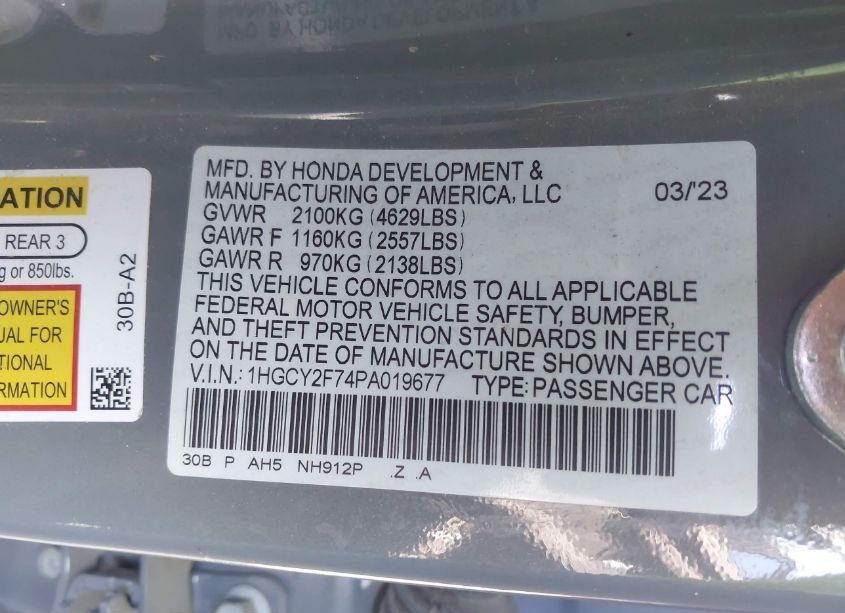 MFD. BY HONDA DEVELOPMENT &
MANUFACTURING OF AMERICA, LLC 03/'23
GVWR 2100KG (4629LBS)
GAWR F 1160KG (2557LBS)
GAWR R 970KG (2138LBS)
THIS VEHICLE CONFORMS TO ALL APPLICABLE
FEDERAL MOTOR VEHICLE SAFETY, BUMPER,
AND THEFT PREVENTION STANDARDS IN EFFECT
ON THE DATE OF MANUFACTURE SHOWN ABOVE.
V.I.N.: 1HGCY2F74PA019677 TYPE: PASSENGER CAR
30B P AH5 NH912P .Z .A
ATION
REAR 3
g or 850lbs.
OWNER'S
UAL FOR
TIONAL
ORMATION
30B-A2